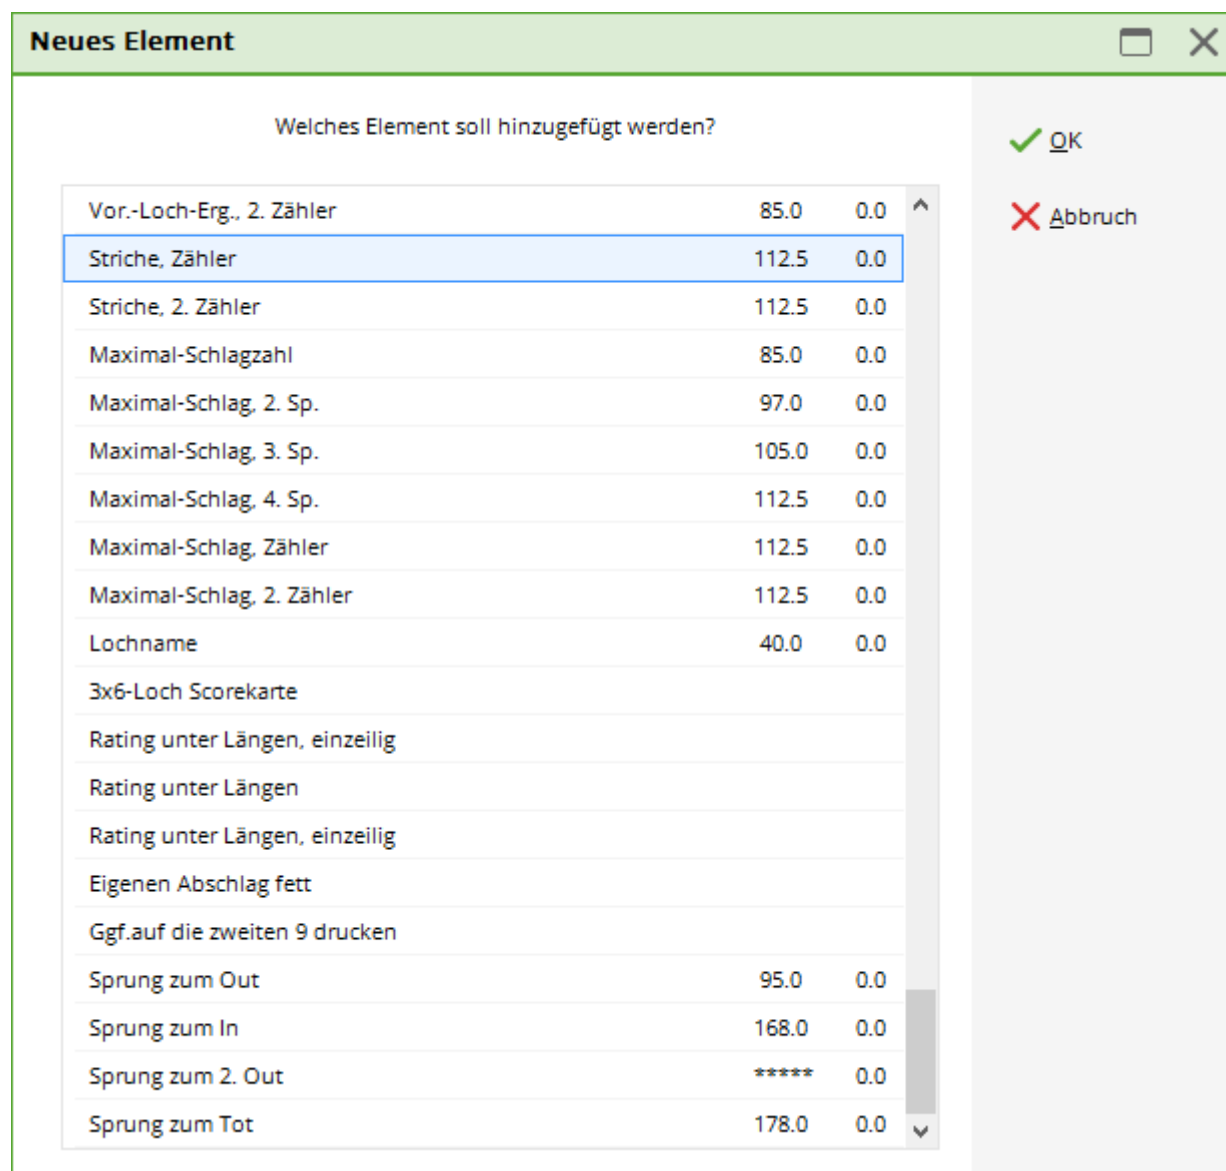 Neues Element
Welches Element soll hinzugefügt werden?
OK
Abbruch
Vor.-Loch-Erg., 2. Zähler 85.0 0.0
Striche, Zähler 112.5 0.0
Striche, 2. Zähler 112.5 0.0
Maximal-Schlagzahl 85.0 0.0
Maximal-Schlag, 2. Sp. 97.0 0.0
Maximal-Schlag, 3. Sp. 105.0 0.0
Maximal-Schlag, 4. Sp. 112.5 0.0
Maximal-Schlag, Zähler 112.5 0.0
Maximal-Schlag, 2. Zähler 112.5 0.0
Lochname 40.0 0.0
3x6-Loch Scorekarte
Rating unter Längen, einzeilig
Rating unter Längen
Rating unter Längen, einzeilig
Eigenen Abschlag fett
Ggf.auf die zweiten 9 drucken
Sprung zum Out 95.0 0.0
Sprung zum In 168.0 0.0
Sprung zum 2. Out ***** 0.0
Sprung zum Tot 178.0 0.0